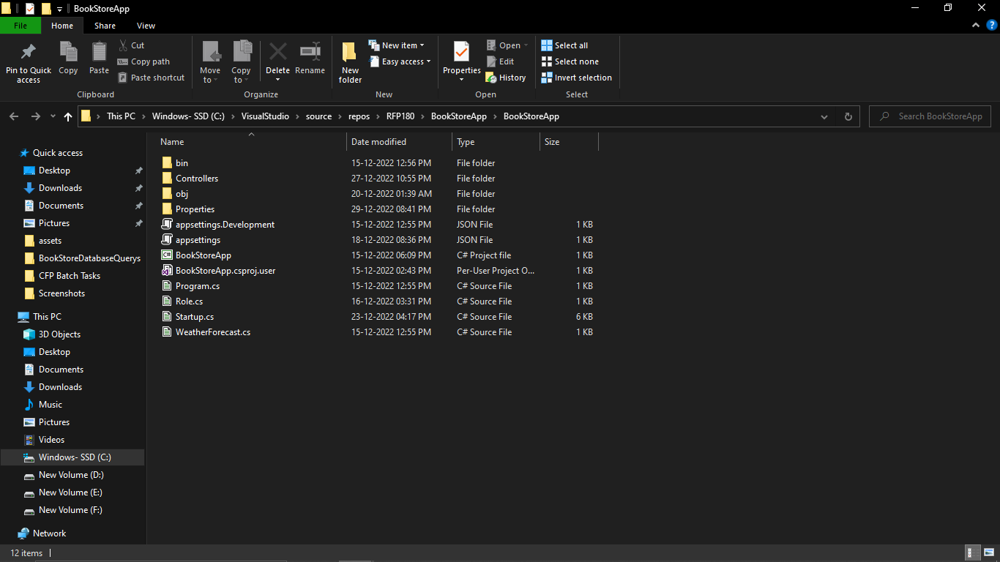 BookStoreApp
File Home Share View
Pin to Quick access
Copy
Paste
Cut
Copy path
Paste shortcut
Clipboard
Move to
Copy to
Delete
Rename
Organize
New folder
New item
Easy access
New
Properties
Open
Edit
History
Open
Select all
Select none
Invert selection
Select
This PC > Windows- SSD (C:) > VisualStudio > source > repos > RFP180 > BookStoreApp > BookStoreApp
Search BookStoreApp
Quick access
Desktop
Downloads
Documents
Pictures
assets
BookStoreDatabaseQuerys
CFP Batch Tasks
Screenshots
This PC
3D Objects
Desktop
Documents
Downloads
Music
Pictures
Videos
Windows- SSD (C:)
New Volume (D:)
New Volume (E:)
New Volume (F:)
Network
Name Date modified Type Size
bin 15-12-2022 12:56 PM File folder
Controllers 27-12-2022 10:55 PM File folder
obj 20-12-2022 01:39 AM File folder
Properties 29-12-2022 08:41 PM File folder
appsettings.Development 15-12-2022 12:55 PM JSON File 1 KB
appsettings 18-12-2022 08:36 PM JSON File 1 KB
C# BookStoreApp 15-12-2022 06:09 PM C# Project file 1 KB
BookStoreApp.csproj.user 15-12-2022 02:43 PM Per-User Project O... 1 KB
Program.cs 15-12-2022 12:55 PM C# Source File 1 KB
Role.cs 16-12-2022 03:31 PM C# Source File 1 KB
Startup.cs 23-12-2022 04:17 PM C# Source File 6 KB
WeatherForecast.cs 15-12-2022 12:55 PM C# Source File 1 KB
12 items